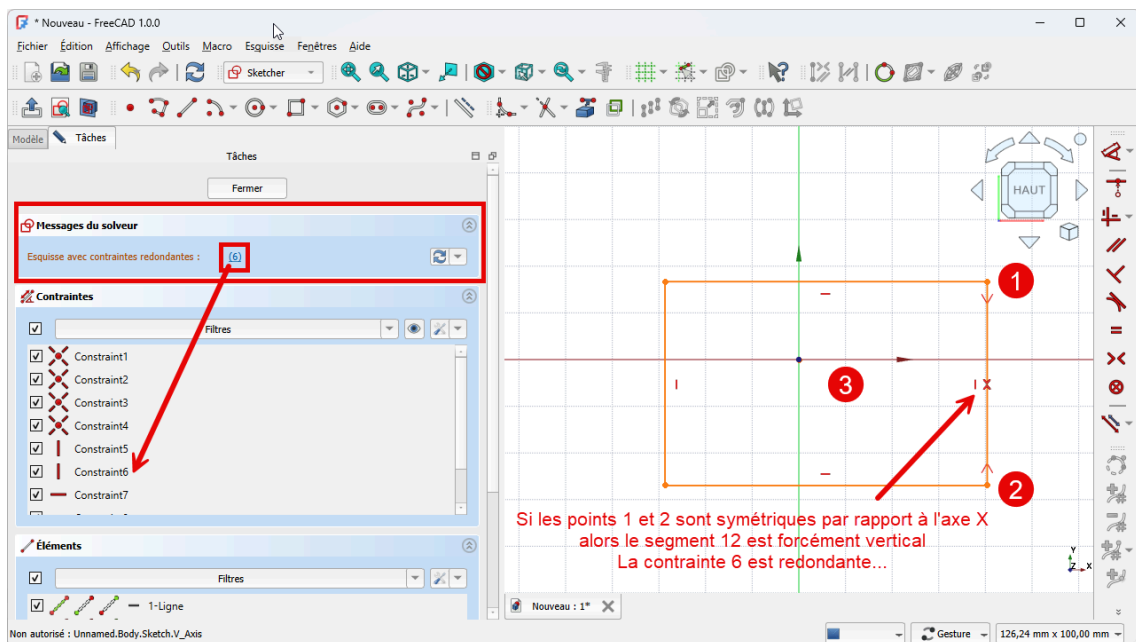 * Nouveau - FreeCAD 1.0.0
Fichier Édition Affichage Outils Macro Esquisse Fenêtres Aide
Sketcher
Modèle Tâches
Tâches
Fermer
Messages du solveur
Esquisse avec contraintes redondantes : (6)
Contraintes
Filtres
Constraint1
Constraint2
Constraint3
Constraint4
Constraint5
Constraint6
Constraint7
Éléments
Filtres
1-Ligne
HAUT
1
3
2
Si les points 1 et 2 sont symétriques par rapport à l'axe X
alors le segment 12 est forcément vertical
La contrainte 6 est redondante...
Y
Z X
Nouveau : 1*
Non autorisé : Unnamed.Body.Sketch.V_Axis
Gesture
126,24 mm x 100,00 mm